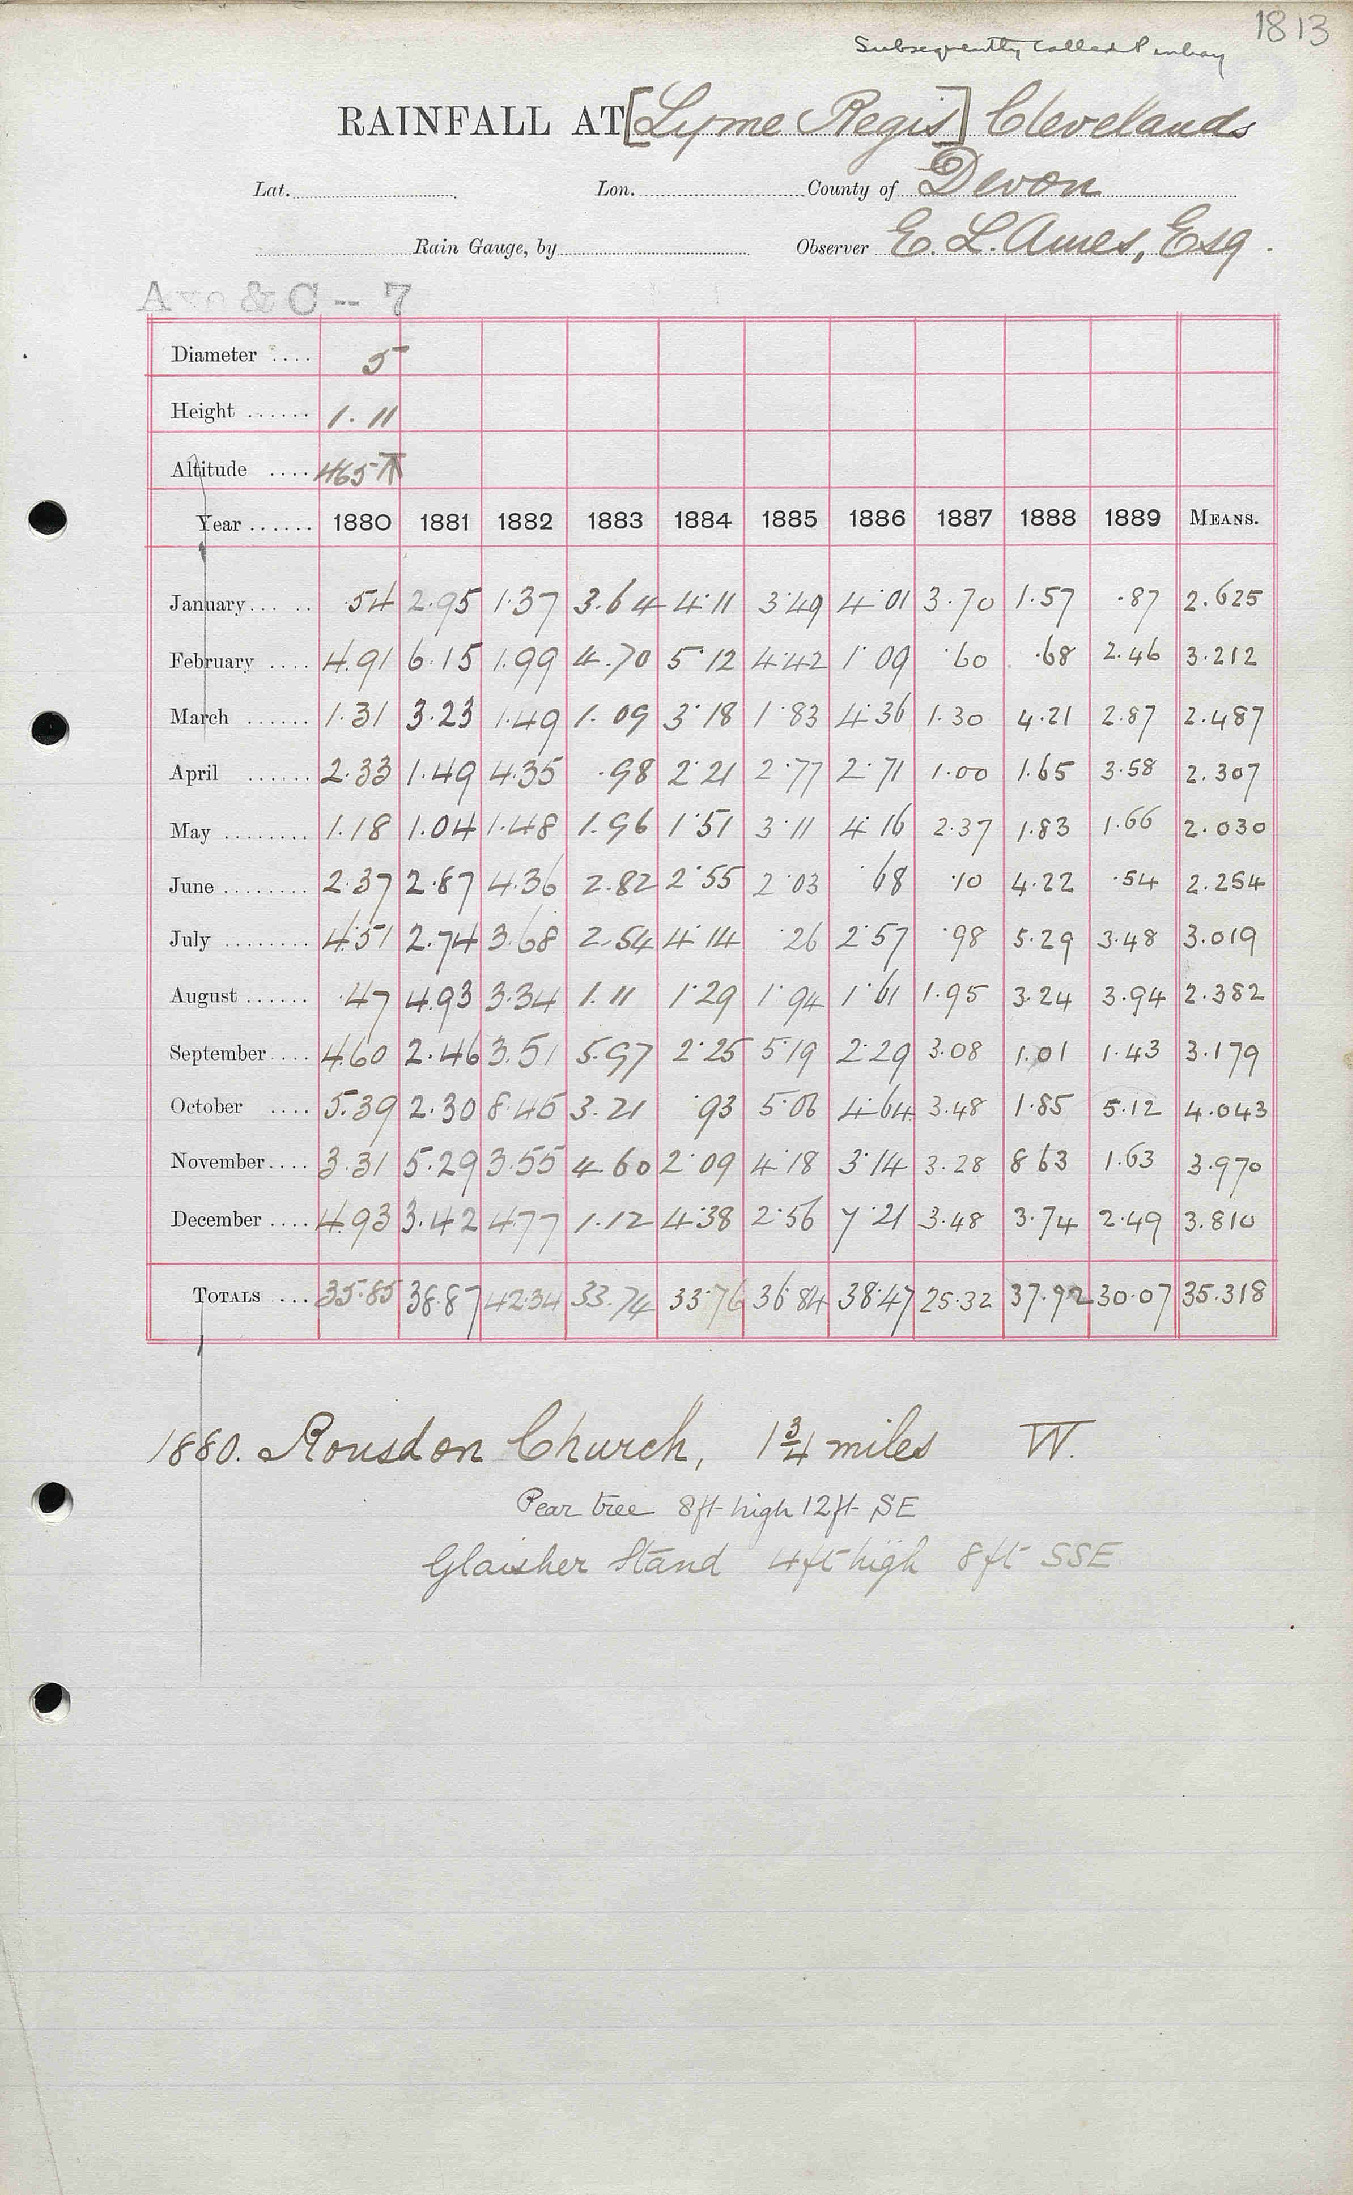 1813
Subsequently called Pinhay
RAINFALL AT [Lyme Regis] Clevelands
Lat. Lon. County of Devon
Rain Gauge, by Observer E. L. Ames, Esq.
& C -- 7
Diameter .... 5
Height ...... 1.11
Altitude .... 465 T
Year ...... 1880 1881 1882 1883 1884 1885 1886 1887 1888 1889 MEANS.
January ... .. .54 2.95 1.37 3.64 4.11 3.49 4.01 3.70 1.57 .87 2.625
February .... 4.91 6.15 1.99 4.70 5.12 4.42 1.09 .60 .68 2.46 3.212
March ...... 1.31 3.23 1.49 1.09 3.18 1.83 4.36 1.30 4.21 2.87 2.487
April ...... 2.33 1.49 4.35 .98 2.21 2.77 2.71 1.00 1.65 3.58 2.307
May ........ 1.18 1.04 1.48 1.96 1.51 3.11 4.16 2.37 1.83 1.66 2.030
June ........ 2.37 2.87 4.36 2.82 2.55 2.03 .68 .10 4.22 .54 2.254
July ........ 4.51 2.74 3.68 2.54 4.14 .26 2.57 .98 5.29 3.48 3.019
August ...... .47 4.93 3.34 1.11 1.29 1.94 1.61 1.95 3.24 3.94 2.382
September .... 4.60 2.46 3.51 5.97 2.25 5.19 2.29 3.08 1.01 1.43 3.179
October .... 5.39 2.30 8.45 3.21 .93 5.06 4.64 3.48 1.85 5.12 4.043
November .... 3.31 5.29 3.55 4.60 2.09 4.18 3.14 3.28 8.63 1.63 3.970
December .... 4.93 3.42 4.77 1.12 4.38 2.56 7.21 3.48 3.74 2.49 3.810
TOTALS ... 35.85 38.87 42.34 33.74 33.76 36.84 38.47 25.32 37.92 30.07 35.318
1880. Rousdon Church, 1¾ miles W.
Pear tree 8ft high 12ft SE
Glaisher Stand 4ft high 8ft SSE